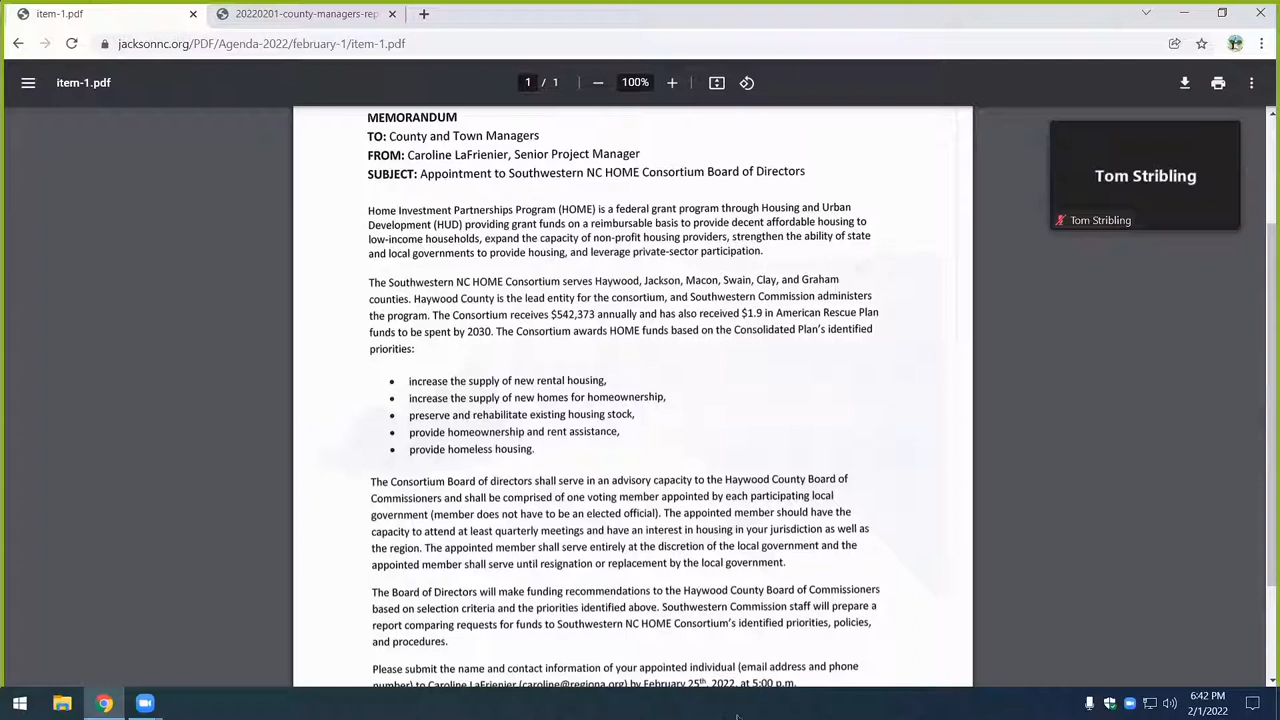 item-1.pdf
20220201-county-managers-rep
jacksonnc.org/PDF/Agenda-2022/february-1/item-1.pdf
item-1.pdf
1 / 1
100%
MEMORANDUM
TO: County and Town Managers
FROM: Caroline LaFrienier, Senior Project Manager
SUBJECT: Appointment to Southwestern NC HOME Consortium Board of Directors
Tom Stribling
Tom Stribling
Home Investment Partnerships Program (HOME) is a federal grant program through Housing and Urban
Development (HUD) providing grant funds on a reimbursable basis to provide decent affordable housing to
low-income households, expand the capacity of non-profit housing providers, strengthen the ability of state
and local governments to provide housing, and leverage private-sector participation.
The Southwestern NC HOME Consortium serves Haywood, Jackson, Macon, Swain, Clay, and Graham
counties. Haywood County is the lead entity for the consortium, and Southwestern Commission administers
the program. The Consortium receives $542,373 annually and has also received $1.9 in American Rescue Plan
funds to be spent by 2030. The Consortium awards HOME funds based on the Consolidated Plan's identified
priorities:
• increase the supply of new rental housing,
• increase the supply of new homes for homeownership,
• preserve and rehabilitate existing housing stock,
• provide homeownership and rent assistance,
• provide homeless housing.
The Consortium Board of directors shall serve in an advisory capacity to the Haywood County Board of
Commissioners and shall be comprised of one voting member appointed by each participating local
government (member does not have to be an elected official). The appointed member should have the
capacity to attend at least quarterly meetings and have an interest in housing in your jurisdiction as well as
the region. The appointed member shall serve entirely at the discretion of the local government and the
appointed member shall serve until resignation or replacement by the local government.
The Board of Directors will make funding recommendations to the Haywood County Board of Commissioners
based on selection criteria and the priorities identified above. Southwestern Commission staff will prepare a
report comparing requests for funds to Southwestern NC HOME Consortium's identified priorities, policies,
and procedures.
Please submit the name and contact information of your appointed individual (email address and phone
number) to Caroline LaFrienier (caroline@regiona.org) by February 25th, 2022, at 5:00 p.m.
6:42 PM
2/1/2022